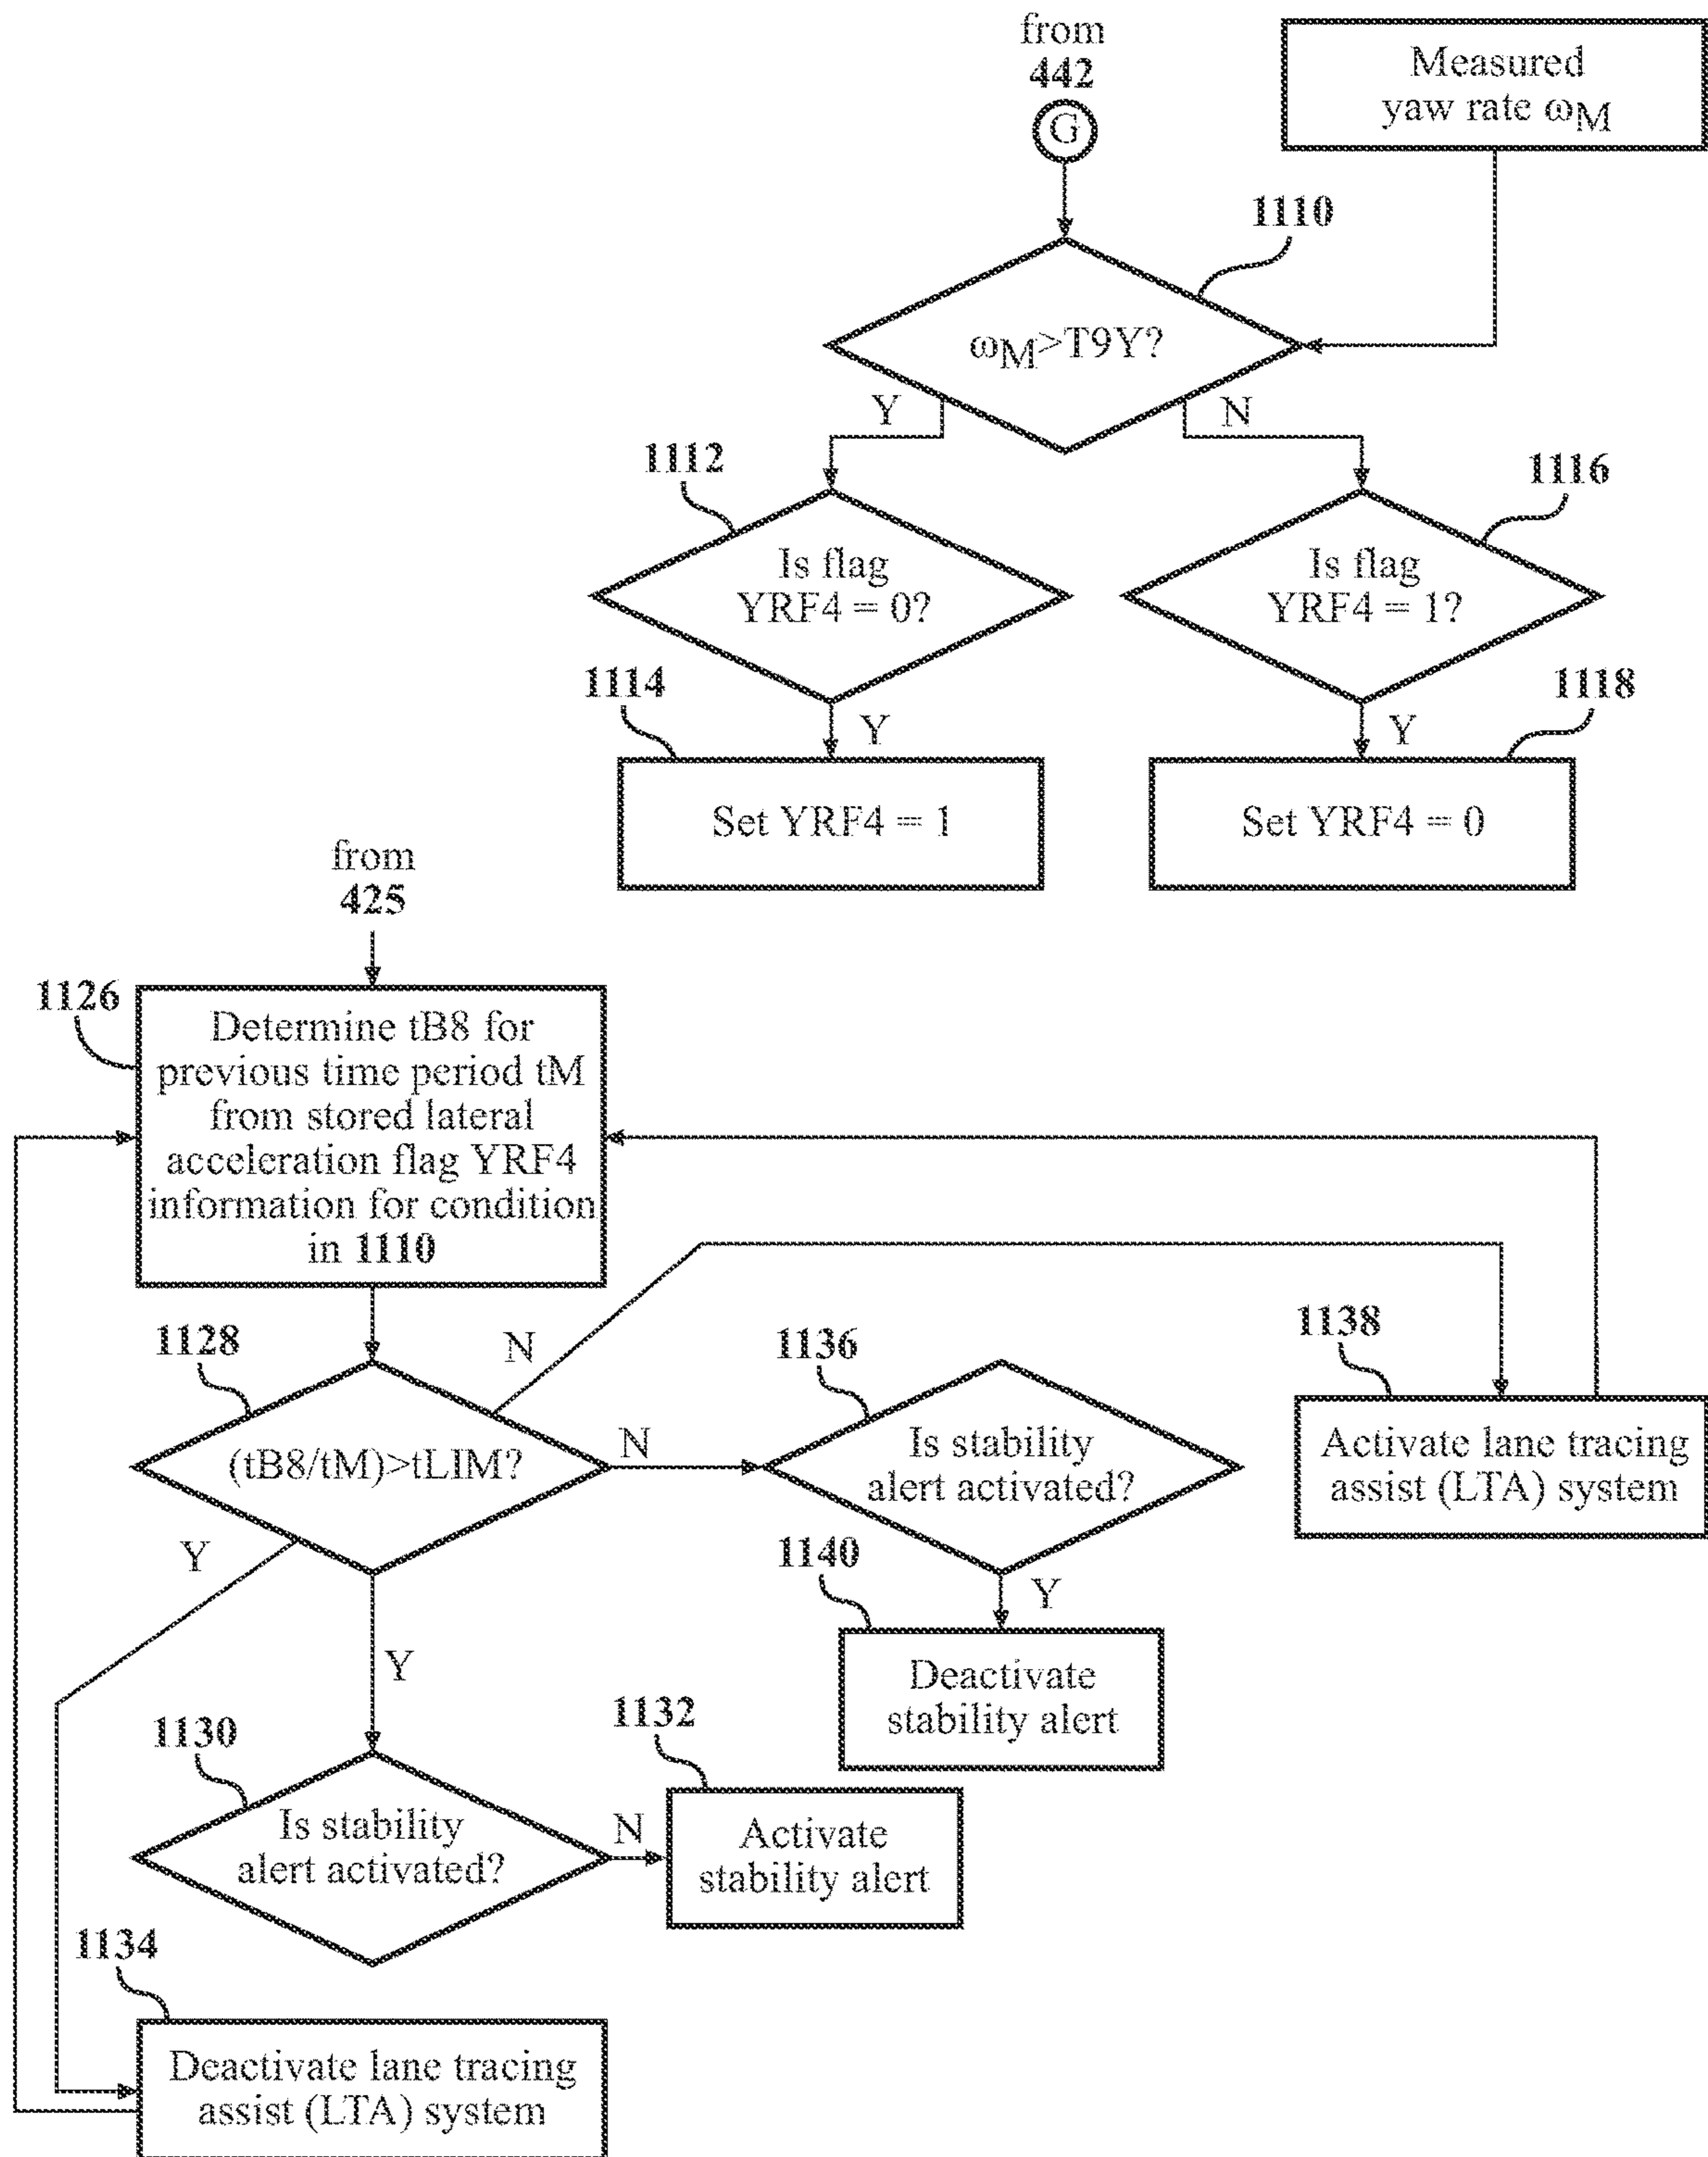 from
442
G
Measured
yaw rate ωM
1110
ωM>T9Y?
Y
N
1112
1116
Is flag
YRF4 = 0?
Is flag
YRF4 = 1?
1114
1118
Y
Y
Set YRF4 = 1
Set YRF4 = 0
from
425
1126
Determine tB8 for
previous time period tM
from stored lateral
acceleration flag YRF4
information for condition
in 1110
1128
N
1136
1138
(tB8/tM)>tLIM?
N
Is stability
alert activated?
Activate lane tracing
assist (LTA) system
Y
1140
Y
Y
Deactivate
stability alert
1130
1132
Is stability
alert activated?
N
Activate
stability alert
1134
Deactivate lane tracing
assist (LTA) system